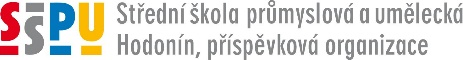 SŠPU Střední škola průmyslová a umělecká
Hodonín, příspěvková organizace